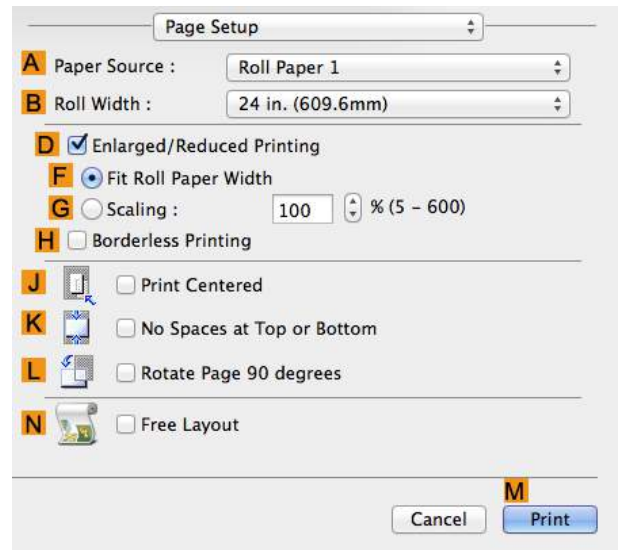 Page Setup
A Paper Source : Roll Paper 1
B Roll Width : 24 in. (609.6mm)
D Enlarged/Reduced Printing
F Fit Roll Paper Width
G Scaling : 100 % (5 – 600)
H Borderless Printing
J Print Centered
K No Spaces at Top or Bottom
L Rotate Page 90 degrees
N Free Layout
M
Cancel Print